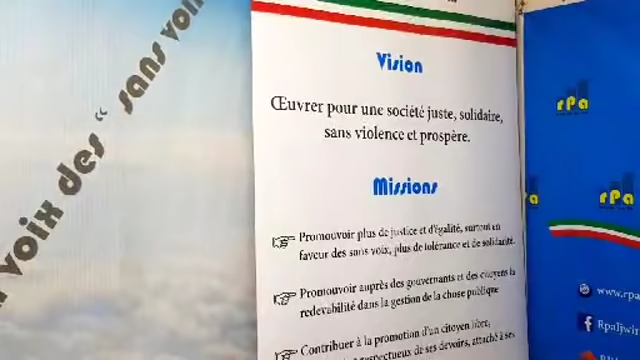 voix des " sans voix
Vision
Œuvrer pour une société juste, solidaire,
sans violence et prospère.
Missions
Promouvoir plus de justice et d'égalité, surtout en
faveur des sans voix, plus de tolérance et de solidarité.
Promouvoir auprès des gouvernants et des citoyens la
redevabilité dans la gestion de la chose publique
Contribuer à la promotion d'un citoyen libre,
respectueux de ses devoirs, attaché à ses
rPa
Pa
rPa
www.rpa